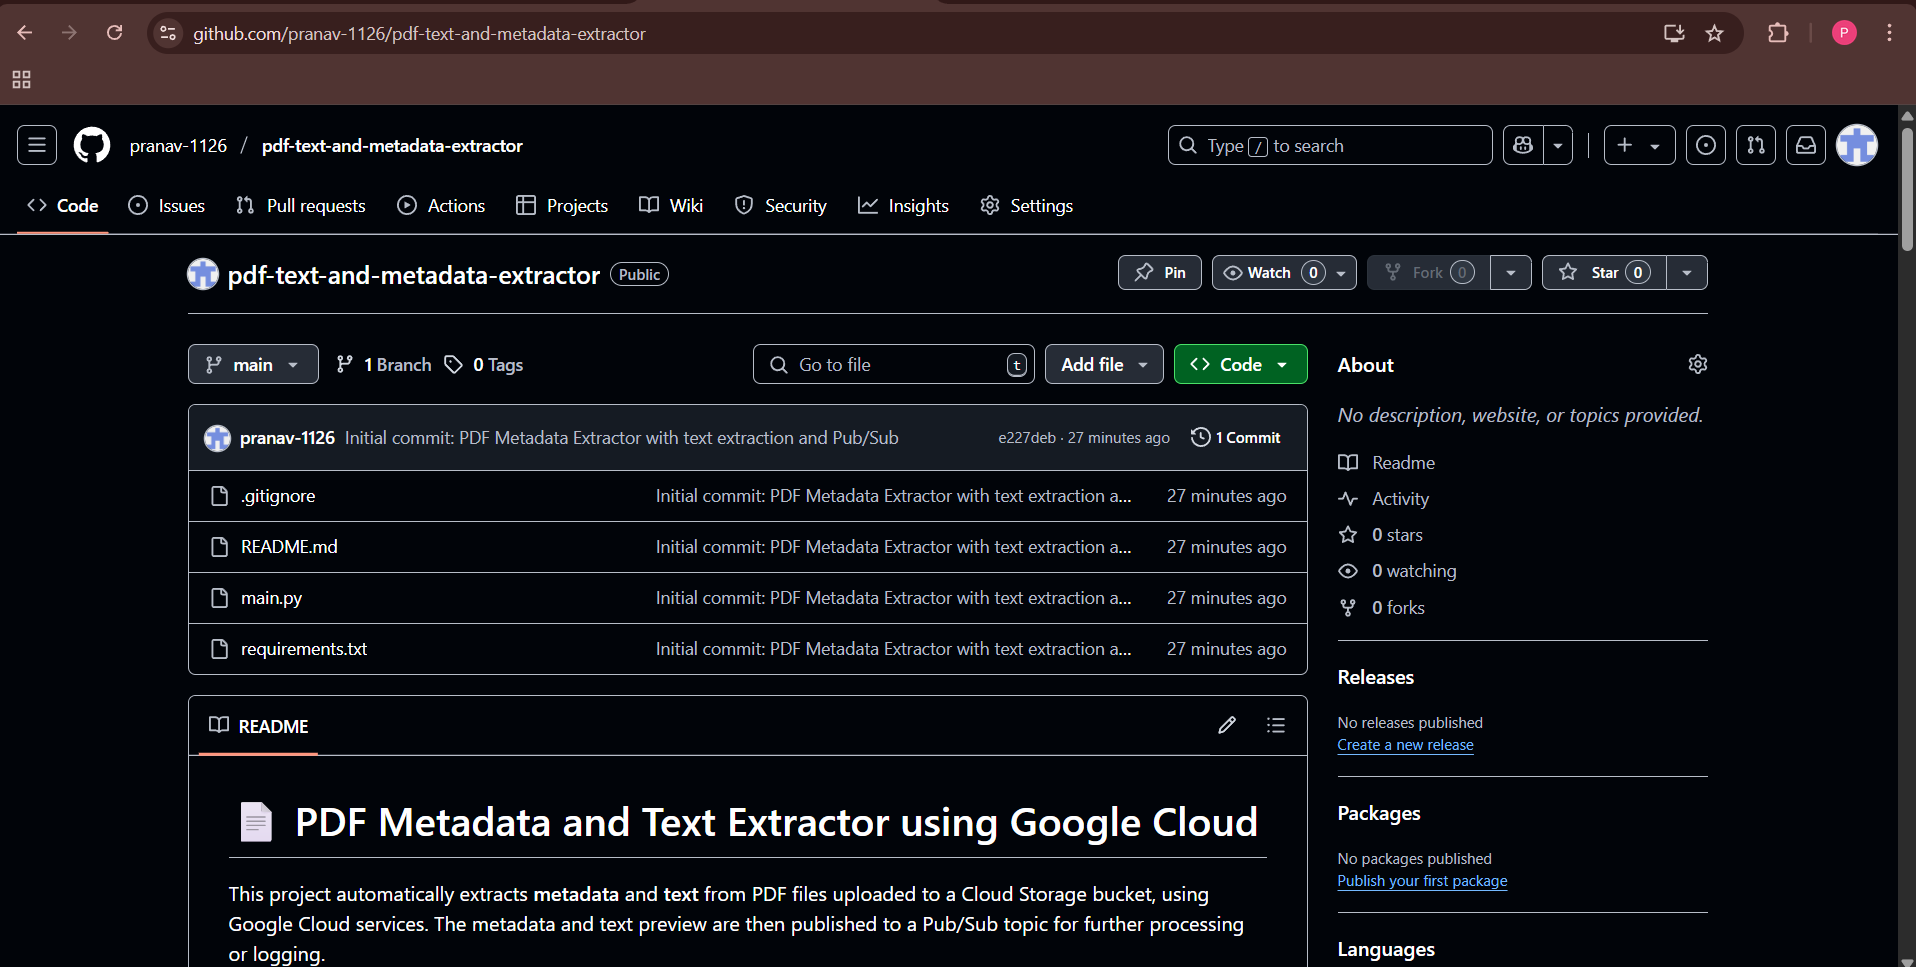 github.com/pranav-1126/pdf-text-and-metadata-extractor
P
pranav-1126 / pdf-text-and-metadata-extractor
Type / to search
Code Issues Pull requests Actions Projects Wiki Security Insights Settings
pdf-text-and-metadata-extractor Public
Pin Watch 0 Fork 0 Star 0
main 1 Branch 0 Tags
Go to file t Add file Code
pranav-1126 Initial commit: PDF Metadata Extractor with text extraction and Pub/Sub e227deb · 27 minutes ago 1 Commit
.gitignore Initial commit: PDF Metadata Extractor with text extraction a... 27 minutes ago
README.md Initial commit: PDF Metadata Extractor with text extraction a... 27 minutes ago
main.py Initial commit: PDF Metadata Extractor with text extraction a... 27 minutes ago
requirements.txt Initial commit: PDF Metadata Extractor with text extraction a... 27 minutes ago
README
PDF Metadata and Text Extractor using Google Cloud
This project automatically extracts metadata and text from PDF files uploaded to a Cloud Storage bucket, using
Google Cloud services. The metadata and text preview are then published to a Pub/Sub topic for further processing
or logging.
About
No description, website, or topics provided.
Readme
Activity
0 stars
0 watching
0 forks
Releases
No releases published
Create a new release
Packages
No packages published
Publish your first package
Languages